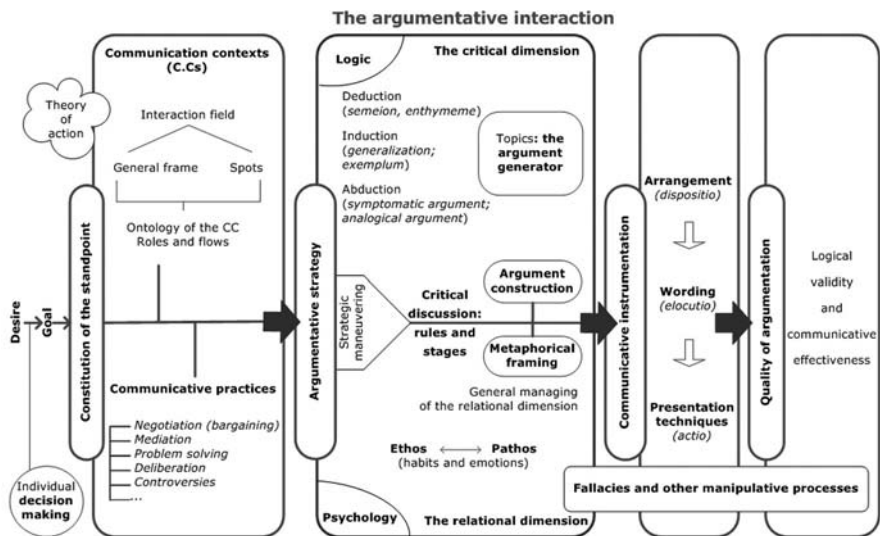 The argumentative interaction
Communication contexts
(C.Cs)
Theory
of
action
Interaction field
General frame
Spots
Ontology of the CC
Roles and flows
Constitution of the standpoint
Desire
Goal
Communicative practices
Negotiation (bargaining)
Mediation
Problem solving
Deliberation
Controversies
...
Individual
decision
making
Logic
The critical dimension
Deduction
(semeion, enthymeme)
Induction
(generalization;
exemplum)
Abduction
(symptomatic argument;
analogical argument)
Topics: the
argument
generator
Argumentative strategy
Strategic
maneuvering
Critical
discussion:
rules and
stages
Argument
construction
Metaphorical
framing
General managing
of the relational dimension
Ethos
Pathos
(habits and emotions)
Psychology
The relational dimension
Communicative instrumentation
Arrangement
(dispositio)
Wording
(elocutio)
Presentation
techniques
(actio)
Quality of argumentation
Logical
validity
and
communicative
effectiveness
Fallacies and other manipulative processes